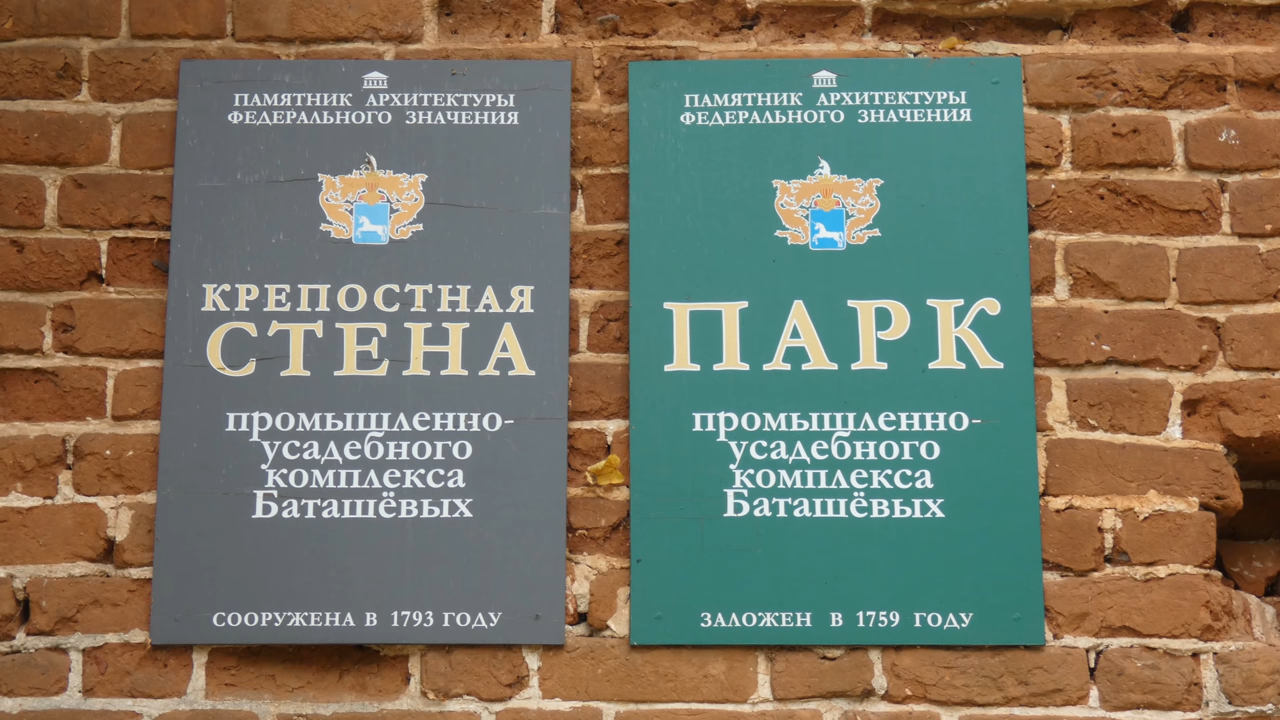 ПАМЯТНИК АРХИТЕКТУРЫ
ФЕДЕРАЛЬНОГО ЗНАЧЕНИЯ
КРЕПОСТНАЯ
СТЕНА
промышленно-
усадебного
комплекса
Баташёвых
СООРУЖЕНА В 1793 ГОДУ
ПАМЯТНИК АРХИТЕКТУРЫ
ФЕДЕРАЛЬНОГО ЗНАЧЕНИЯ
ПАРК
промышленно-
усадебного
комплекса
Баташёвых
ЗАЛОЖЕН В 1759 ГОДУ